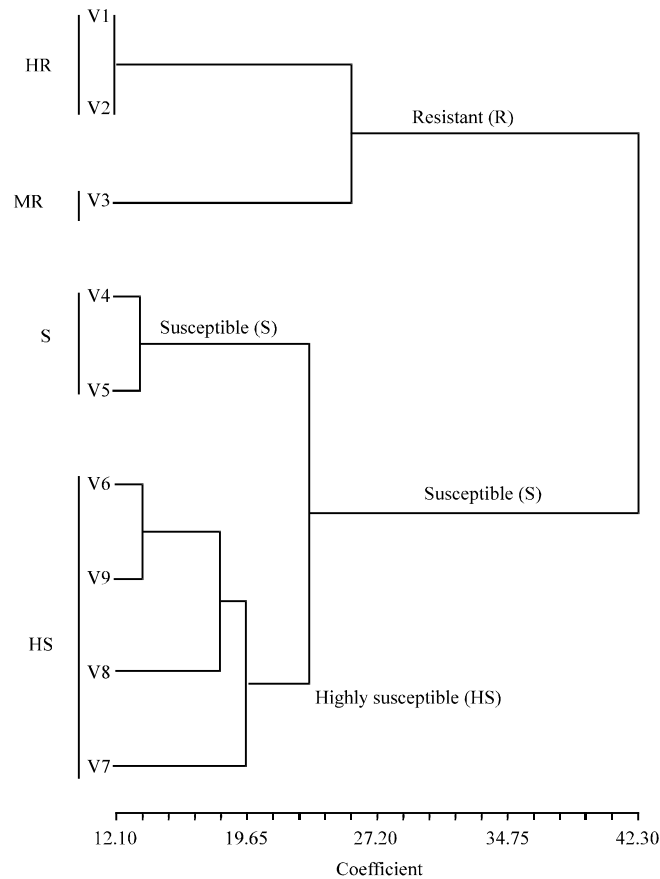 V1
HR
V2
Resistant (R)
MR
V3
V4
Susceptible (S)
S
V5
V6
Susceptible (S)
V9
HS
V8
Highly susceptible (HS)
V7
12.10 19.65 27.20 34.75 42.30
Coefficient